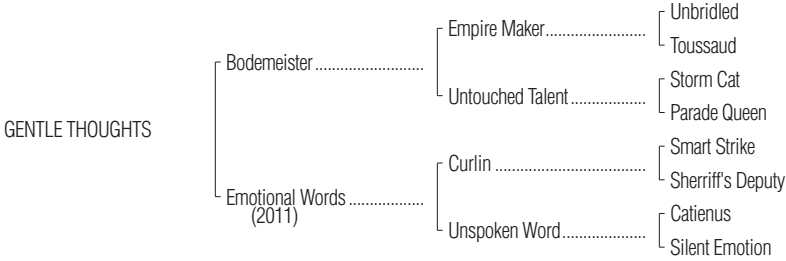 Unbridled
Empire Maker........................
Toussaud
Bodemeister..........................
Storm Cat
Untouched Talent..................
Parade Queen
GENTLE THOUGHTS
Smart Strike
Curlin ....................................
Sherriff's Deputy
Emotional Words ..................
(2011)
Catienus
Unspoken Word....................
Silent Emotion